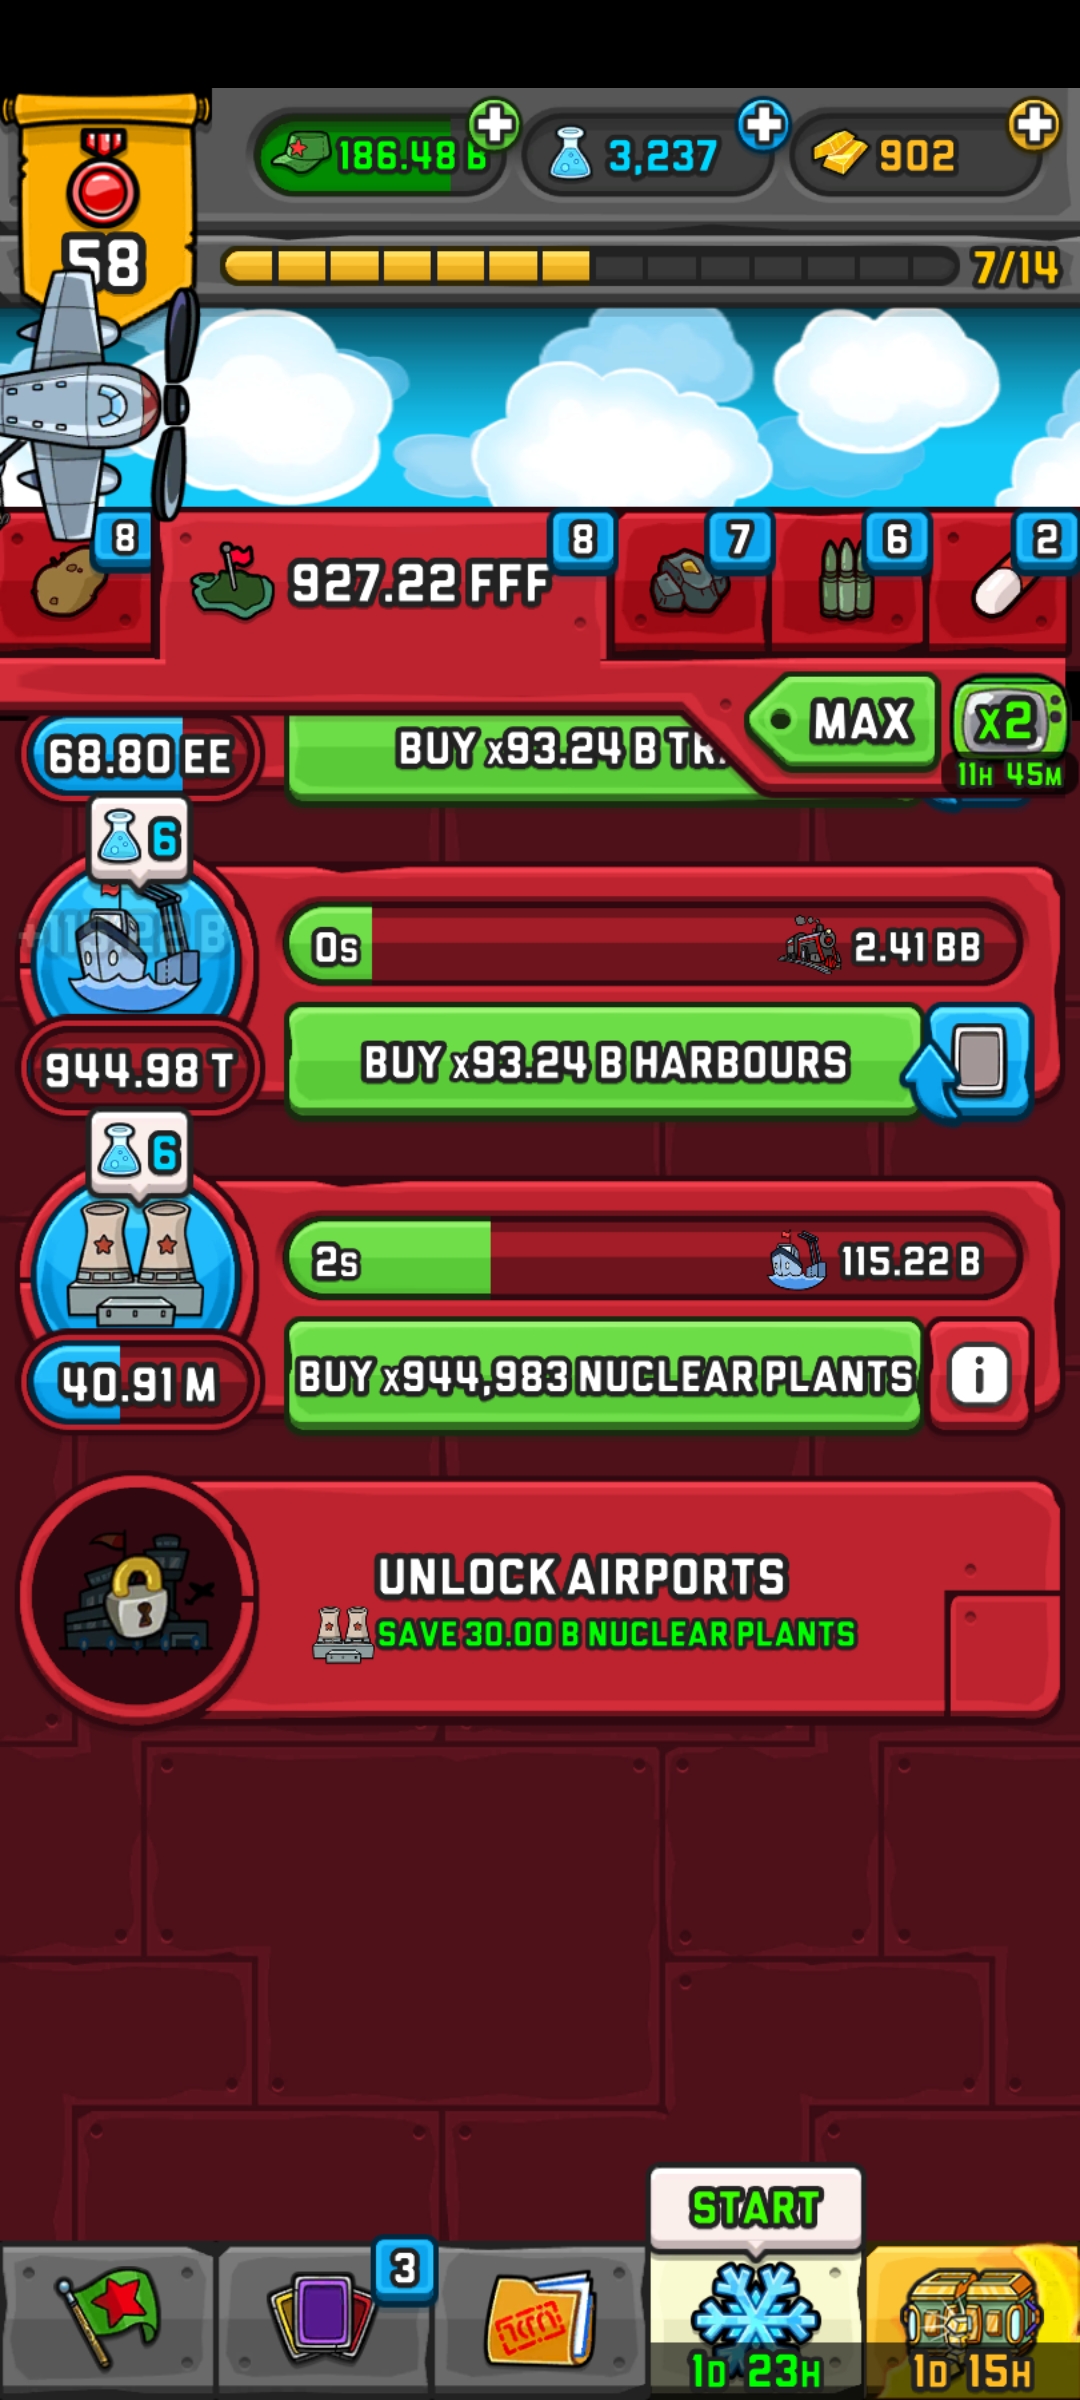 186.48 B
3,237
902
58
7/14
8
927.22 FFF
8
7
6
2
MAX
x2
11H 45M
68.80 EE
BUY x93.24 B TR
6
0s
2.41 BB
944.98 T
BUY x93.24 B HARBOURS
6
2s
115.22 B
40.91 M
BUY x944,983 NUCLEAR PLANTS
i
UNLOCK AIRPORTS
SAVE 30.00 B NUCLEAR PLANTS
START
3
1D 23H
1D 15H